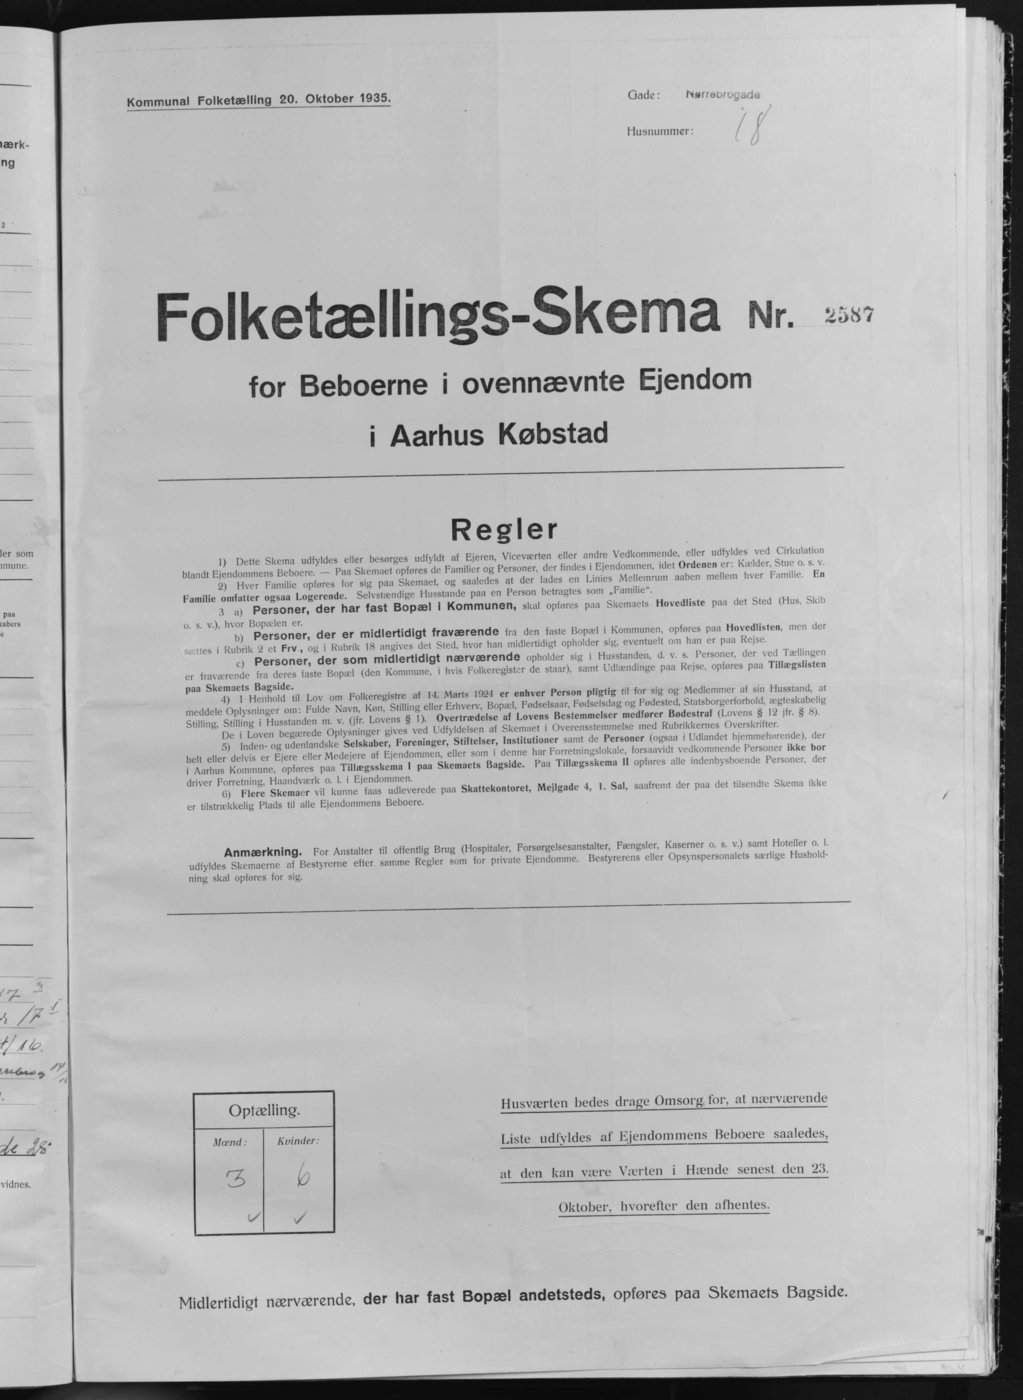 Kommunal Folketælling 20. Oktober 1935.
Gade: Nørrebrogade
Husnummer: 18
Folketællings-Skema Nr. 2587
for Beboerne i ovennævnte Ejendom
i Aarhus Købstad
Regler
1) Dette Skema udfyldes eller besørges udfyldt af Ejeren, Viceværten eller andre Vedkommende, eller udfyldes ved Cirkulation
blandt Ejendommens Beboere. — Paa Skemaet opføres de Familier og Personer, der findes i Ejendommen, idet Ordenen er: Kælder, Stue o. s. v.
2) Hver Familie opføres for sig paa Skemaet, og saaledes at der lades en Linies Mellemrum aaben mellem hver Familie. En
Familie omfatter ogsaa Logerende. Selvstændige Husstande paa en Person betragtes som „Familie".
3 a) Personer, der har fast Bopæl i Kommunen, skal opføres paa Skemaets Hovedliste paa det Sted (Hus, Skib
o. s. v.), hvor Bopælen er.
b) Personer, der er midlertidigt fraværende fra den faste Bopæl i Kommunen, opføres paa Hovedlisten, men der
sættes i Rubrik 2 et Frv., og i Rubrik 18 angives det Sted, hvor han midlertidigt opholder sig, eventuelt om han er paa Rejse.
c) Personer, der som midlertidigt nærværende opholder sig i Husstanden, d. v. s. Personer, der ved Tællingen
er fraværende fra deres faste Bopæl (den Kommune, i hvis Folkeregister de staar), samt Udlændinge paa Rejse, opføres paa Tillægslisten
paa Skemaets Bagside.
4) I Henhold til Lov om Folkeregistre af 14. Marts 1924 er enhver Person pligtig til for sig og Medlemmer af sin Husstand, at
meddele Oplysninger om: Fulde Navn, Køn, Stilling eller Erhverv, Bopæl, Fødselsaar, Fødselsdag og Fødested, Statsborgerforhold, ægteskabelig
Stilling, Stilling i Husstanden m. v. (jfr. Lovens § 1). Overtrædelse af Lovens Bestemmelser medfører Bødestraf (Lovens § 12 jfr. § 8).
De i Loven begærede Oplysninger gives ved Udfyldelsen af Skemaet i Overensstemmelse med Rubrikkernes Overskrifter.
5) Inden- og udenlandske Selskaber, Foreninger, Stiftelser, Institutioner samt de Personer (ogsaa i Udlandet hjemmehørende), der
helt eller delvis er Ejere eller Medejere af Ejendommen, eller som i denne har Forretningslokale, forsaavidt vedkommende Personer ikke bor
i Aarhus Kommune, opføres paa Tillægsskema I paa Skemaets Bagside. Paa Tillægsskema II opføres alle indenbysboende Personer, der
driver Forretning, Haandværk o. l. i Ejendommen.
6) Flere Skemaer vil kunne faas udleverede paa Skattekontoret, Mejlgade 4, 1. Sal, saafremt der paa det tilsendte Skema ikke
er tilstrækkelig Plads til alle Ejendommens Beboere.
Anmærkning. For Anstalter til offentlig Brug (Hospitaler, Forsørgelsesanstalter, Fængsler, Kaserner o. s. v.) samt Hoteller o. l.
udfyldes Skemaerne af Bestyrerne efter samme Regler som for private Ejendomme. Bestyrerens eller Opsynspersonalets særlige Hushold-
ning skal opføres for sig.
Optælling.
Mænd: Kvinder:
3 6
Husværten bedes drage Omsorg for, at nærværende
Liste udfyldes af Ejendommens Beboere saaledes,
at den kan være Værten i Hænde senest den 23.
Oktober, hvorefter den afhentes.
Midlertidigt nærværende, der har fast Bopæl andetsteds, opføres paa Skemaets Bagside.